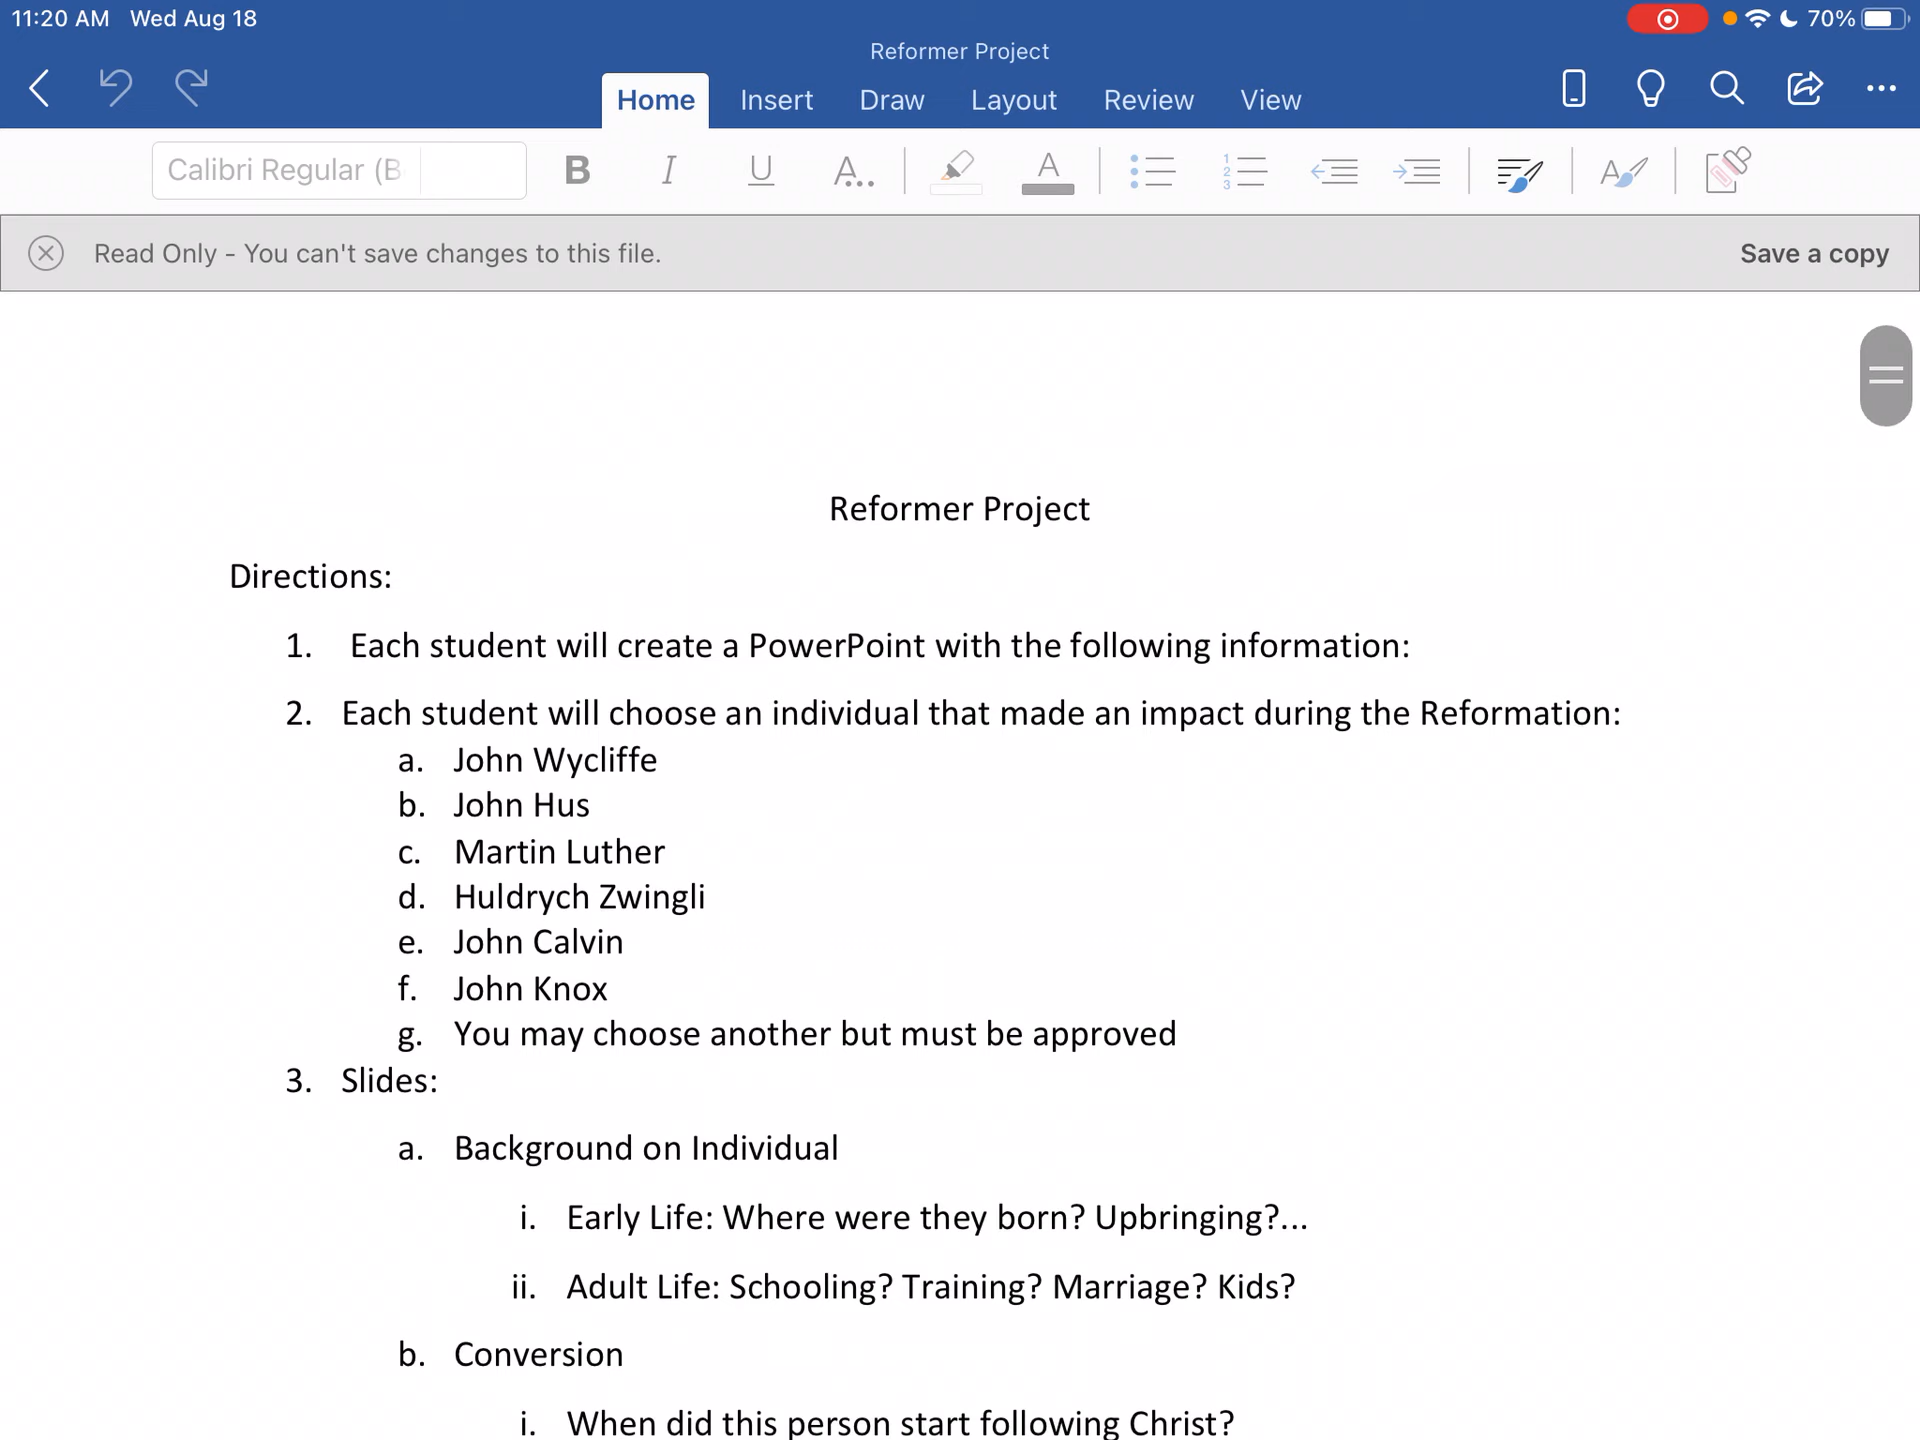 11:20 AM Wed Aug 18
70%
Reformer Project
Home Insert Draw Layout Review View
Calibri Regular (B
B I U A...
A
1
2
3
A
Read Only - You can't save changes to this file.
Save a copy
Reformer Project
Directions:
1. Each student will create a PowerPoint with the following information:
2. Each student will choose an individual that made an impact during the Reformation:
a. John Wycliffe
b. John Hus
c. Martin Luther
d. Huldrych Zwingli
e. John Calvin
f. John Knox
g. You may choose another but must be approved
3. Slides:
a. Background on Individual
i. Early Life: Where were they born? Upbringing?...
ii. Adult Life: Schooling? Training? Marriage? Kids?
b. Conversion
i. When did this person start following Christ?